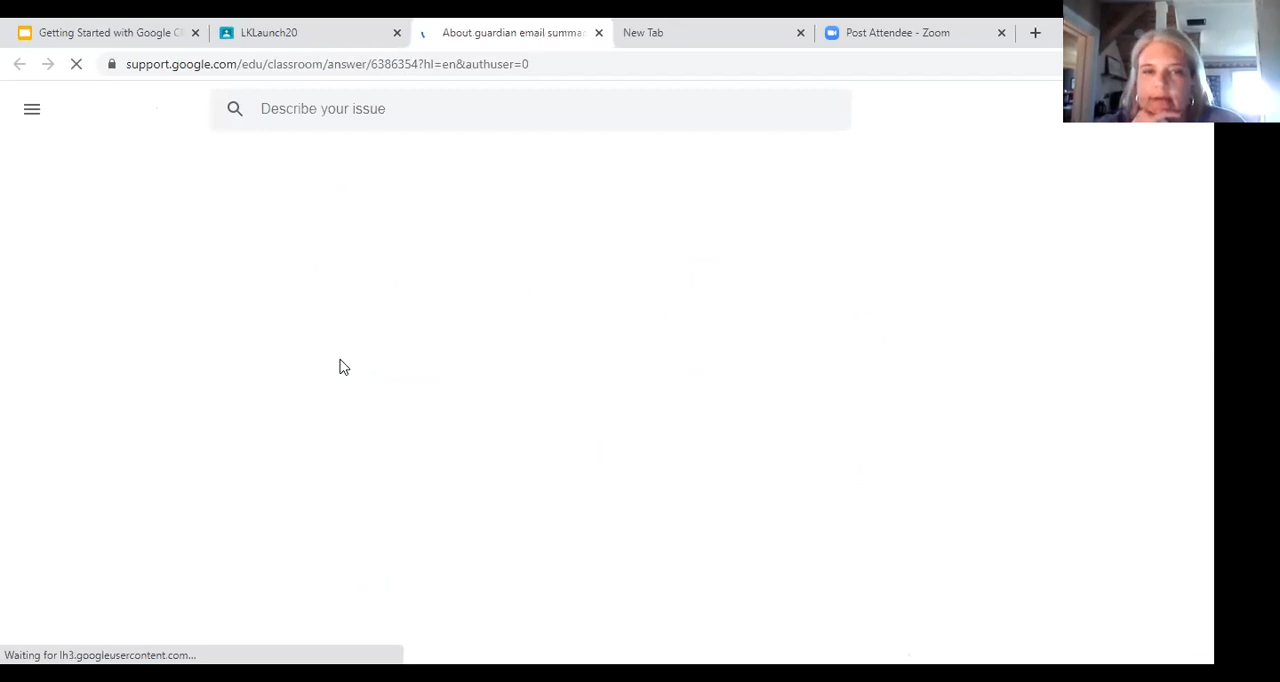 Getting Started with Google C
LKLaunch20
About guardian email summa
New Tab
Post Attendee - Zoom
support.google.com/edu/classroom/answer/6386354?hl=en&authuser=0
Describe your issue
Waiting for lh3.googleusercontent.com...